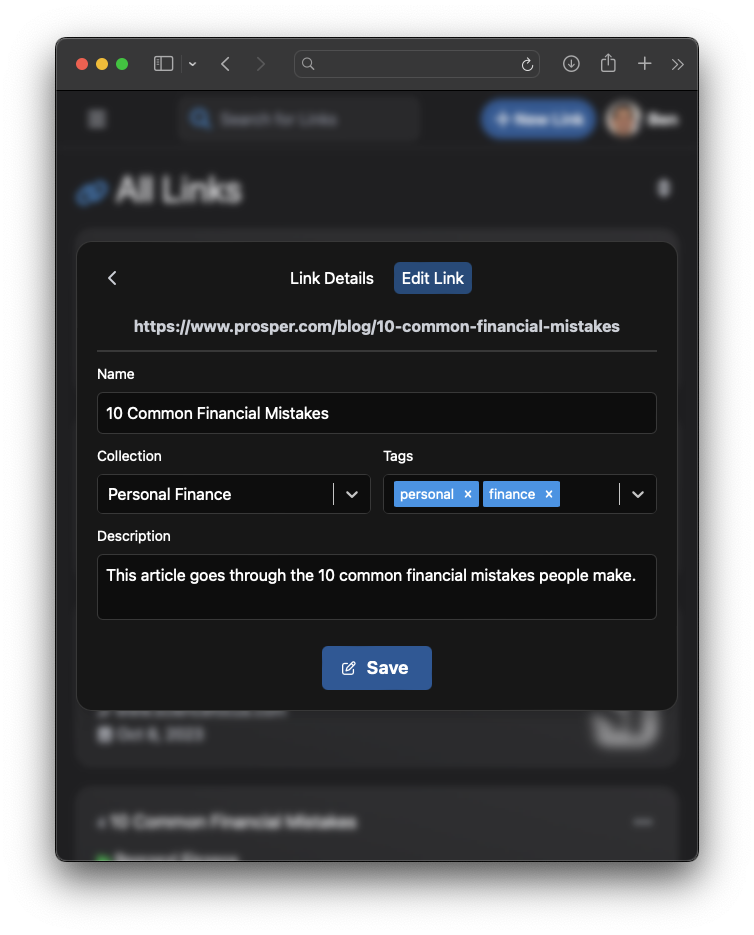 Search for Links
+ New Link
Ben
All Links
Link Details
Edit Link
https://www.prosper.com/blog/10-common-financial-mistakes
Name
10 Common Financial Mistakes
Collection
Tags
Personal Finance
personal ×
finance ×
Description
This article goes through the 10 common financial mistakes people make.
Save
Oct 6, 2023
10 Common Financial Mistakes
Personal Finance